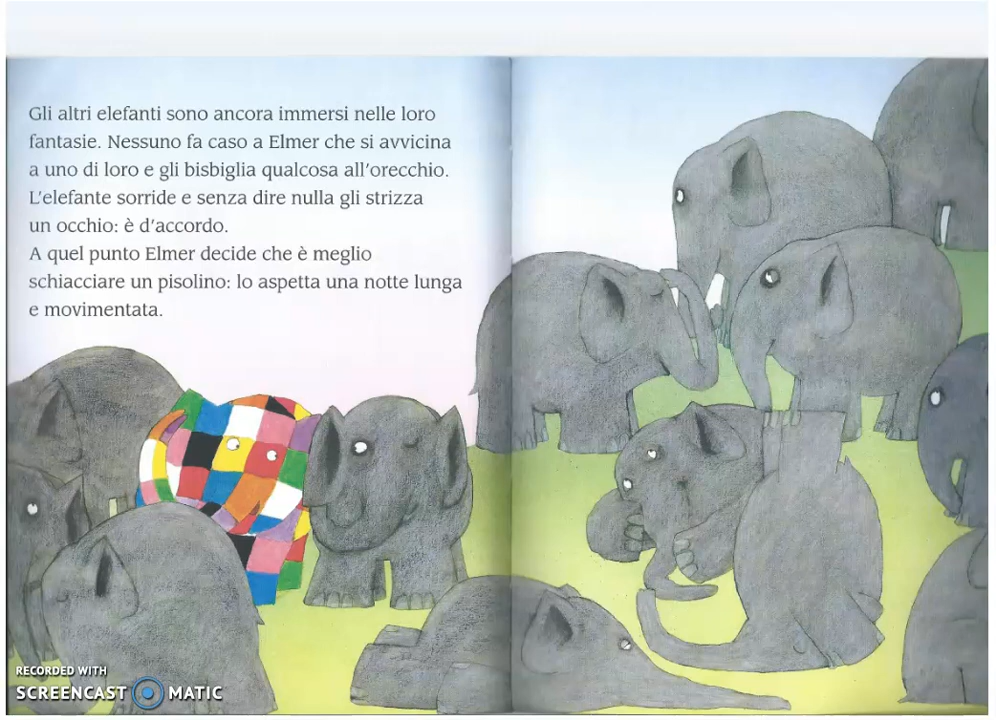 Gli altri elefanti sono ancora immersi nelle loro
fantasie. Nessuno fa caso a Elmer che si avvicina
a uno di loro e gli bisbiglia qualcosa all'orecchio.
L'elefante sorride e senza dire nulla gli strizza
un occhio: è d'accordo.
A quel punto Elmer decide che è meglio
schiacciare un pisolino: lo aspetta una notte lunga
e movimentata.
RECORDED WITH
SCREENCAST MATIC